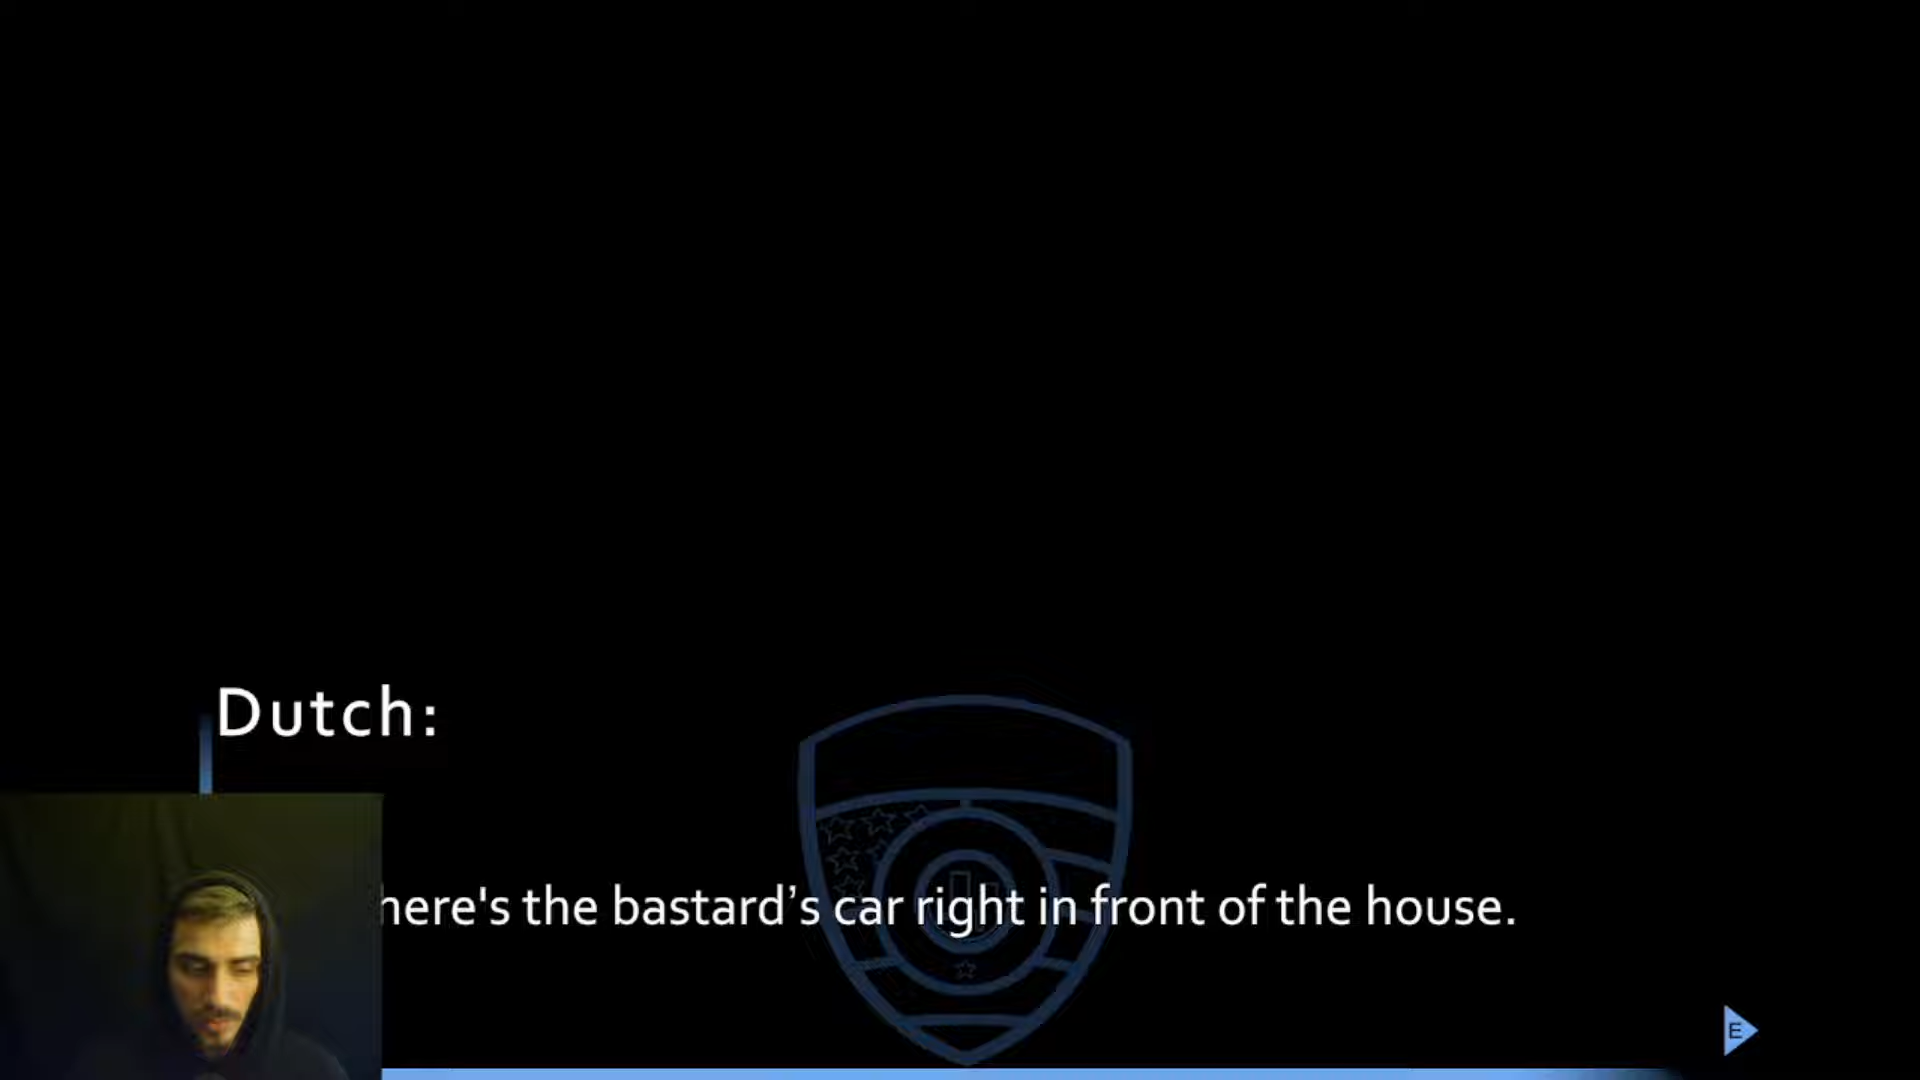 Dutch:
here's the bastard’s car right in front of the house.
E